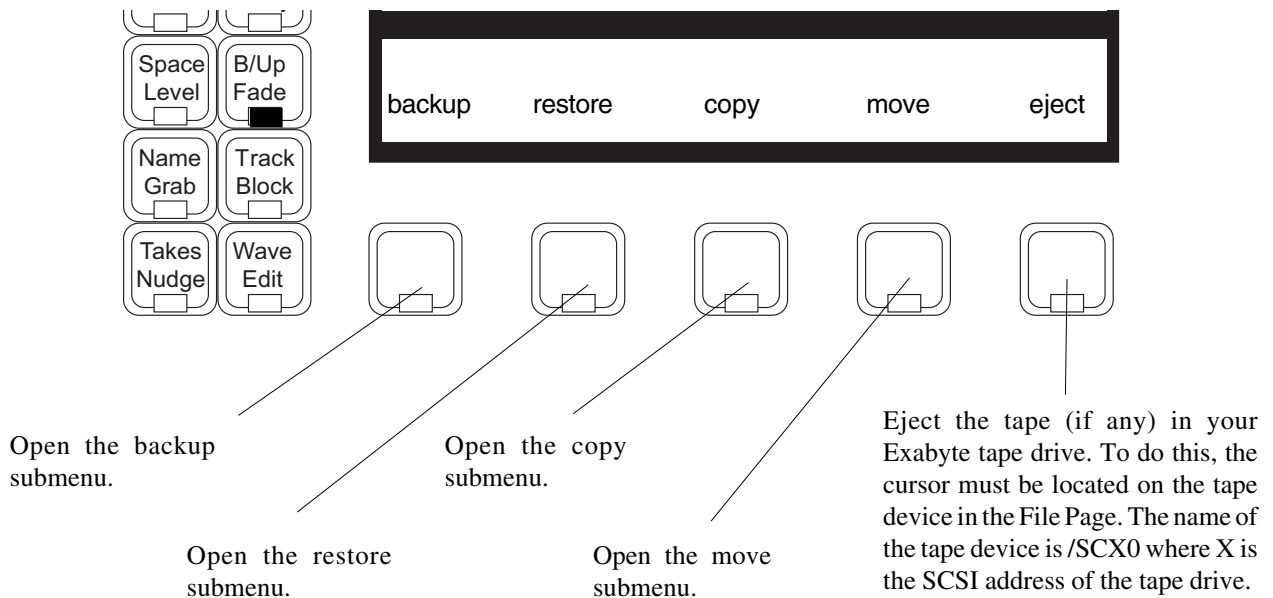 Space
Level
B/Up
Fade
Name
Grab
Track
Block
Takes
Nudge
Wave
Edit
backup restore copy move eject
Open the backup
submenu.
Open the restore
submenu.
Open the copy
submenu.
Open the move
submenu.
Eject the tape (if any) in your
Exabyte tape drive. To do this, the
cursor must be located on the tape
device in the File Page. The name of
the tape device is /SCX0 where X is
the SCSI address of the tape drive.